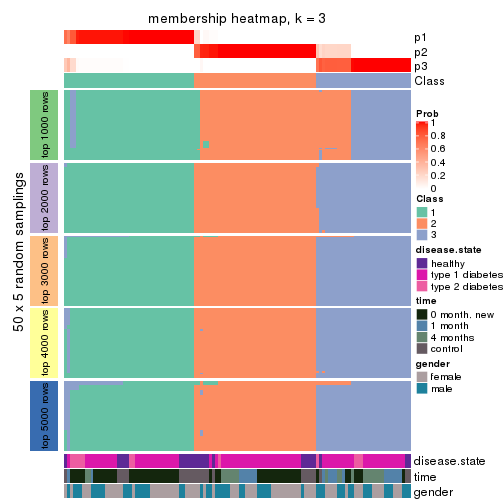 membership heatmap, k = 3
p1
p2
p3
Class
50 x 5 random samplings
top 1000 rows
top 2000 rows
top 3000 rows
top 4000 rows
top 5000 rows
disease.state
time
gender
Prob
1
0.8
0.6
0.4
0.2
0
Class
1
2
3
disease.state
healthy
type 1 diabetes
type 2 diabetes
time
0 month. new
1 month
4 months
control
gender
female
male